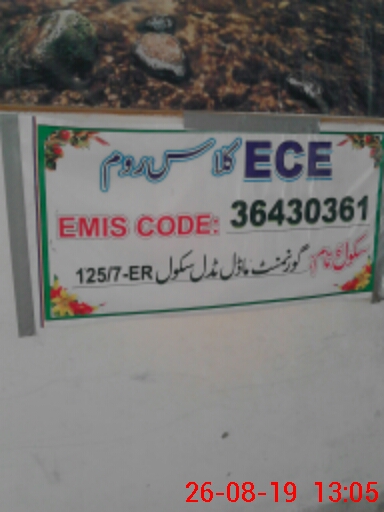 ECE کلاس روم
EMIS CODE: 36430361
سکول کا نام: گورنمنٹ ماڈل مڈل سکول 125/7-ER
26-08-19 13:05